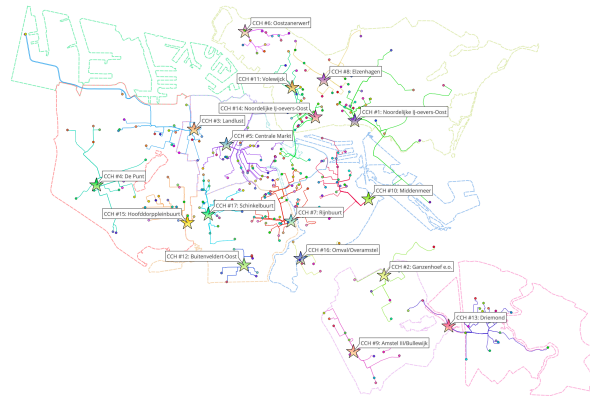 CCH #6: Oostzanerwerf
CCH #8: Elzenhagen
CCH #11: Volewijck
CCH #14: Noordelijke IJ-oevers-Oost
CCH #1: Noordelijke IJ-oevers-Oost
CCH #3: Landlust
CCH #5: Centrale Markt
CCH #4: De Punt
CCH #10: Middenmeer
CCH #17: Schinkelbuurt
CCH #15: Hoofddorppleinbuurt
CCH #7: Rijnbuurt
CCH #16: Omval/Overamstel
CCH #12: Buitenveldert-Oost
CCH #2: Ganzenhoef e.o.
CCH #13: Driemond
CCH #9: Amstel III/Bullewijk